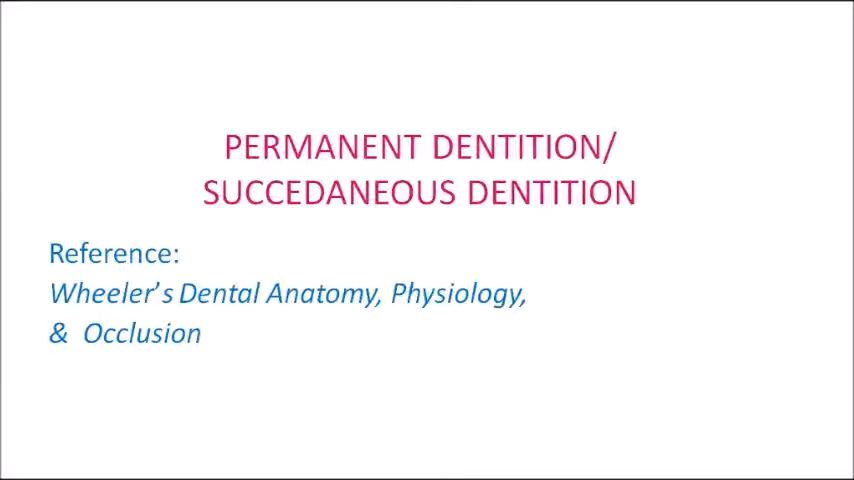 PERMANENT DENTITION/
SUCCEDANEOUS DENTITION
Reference:
Wheeler’s Dental Anatomy, Physiology,
& Occlusion